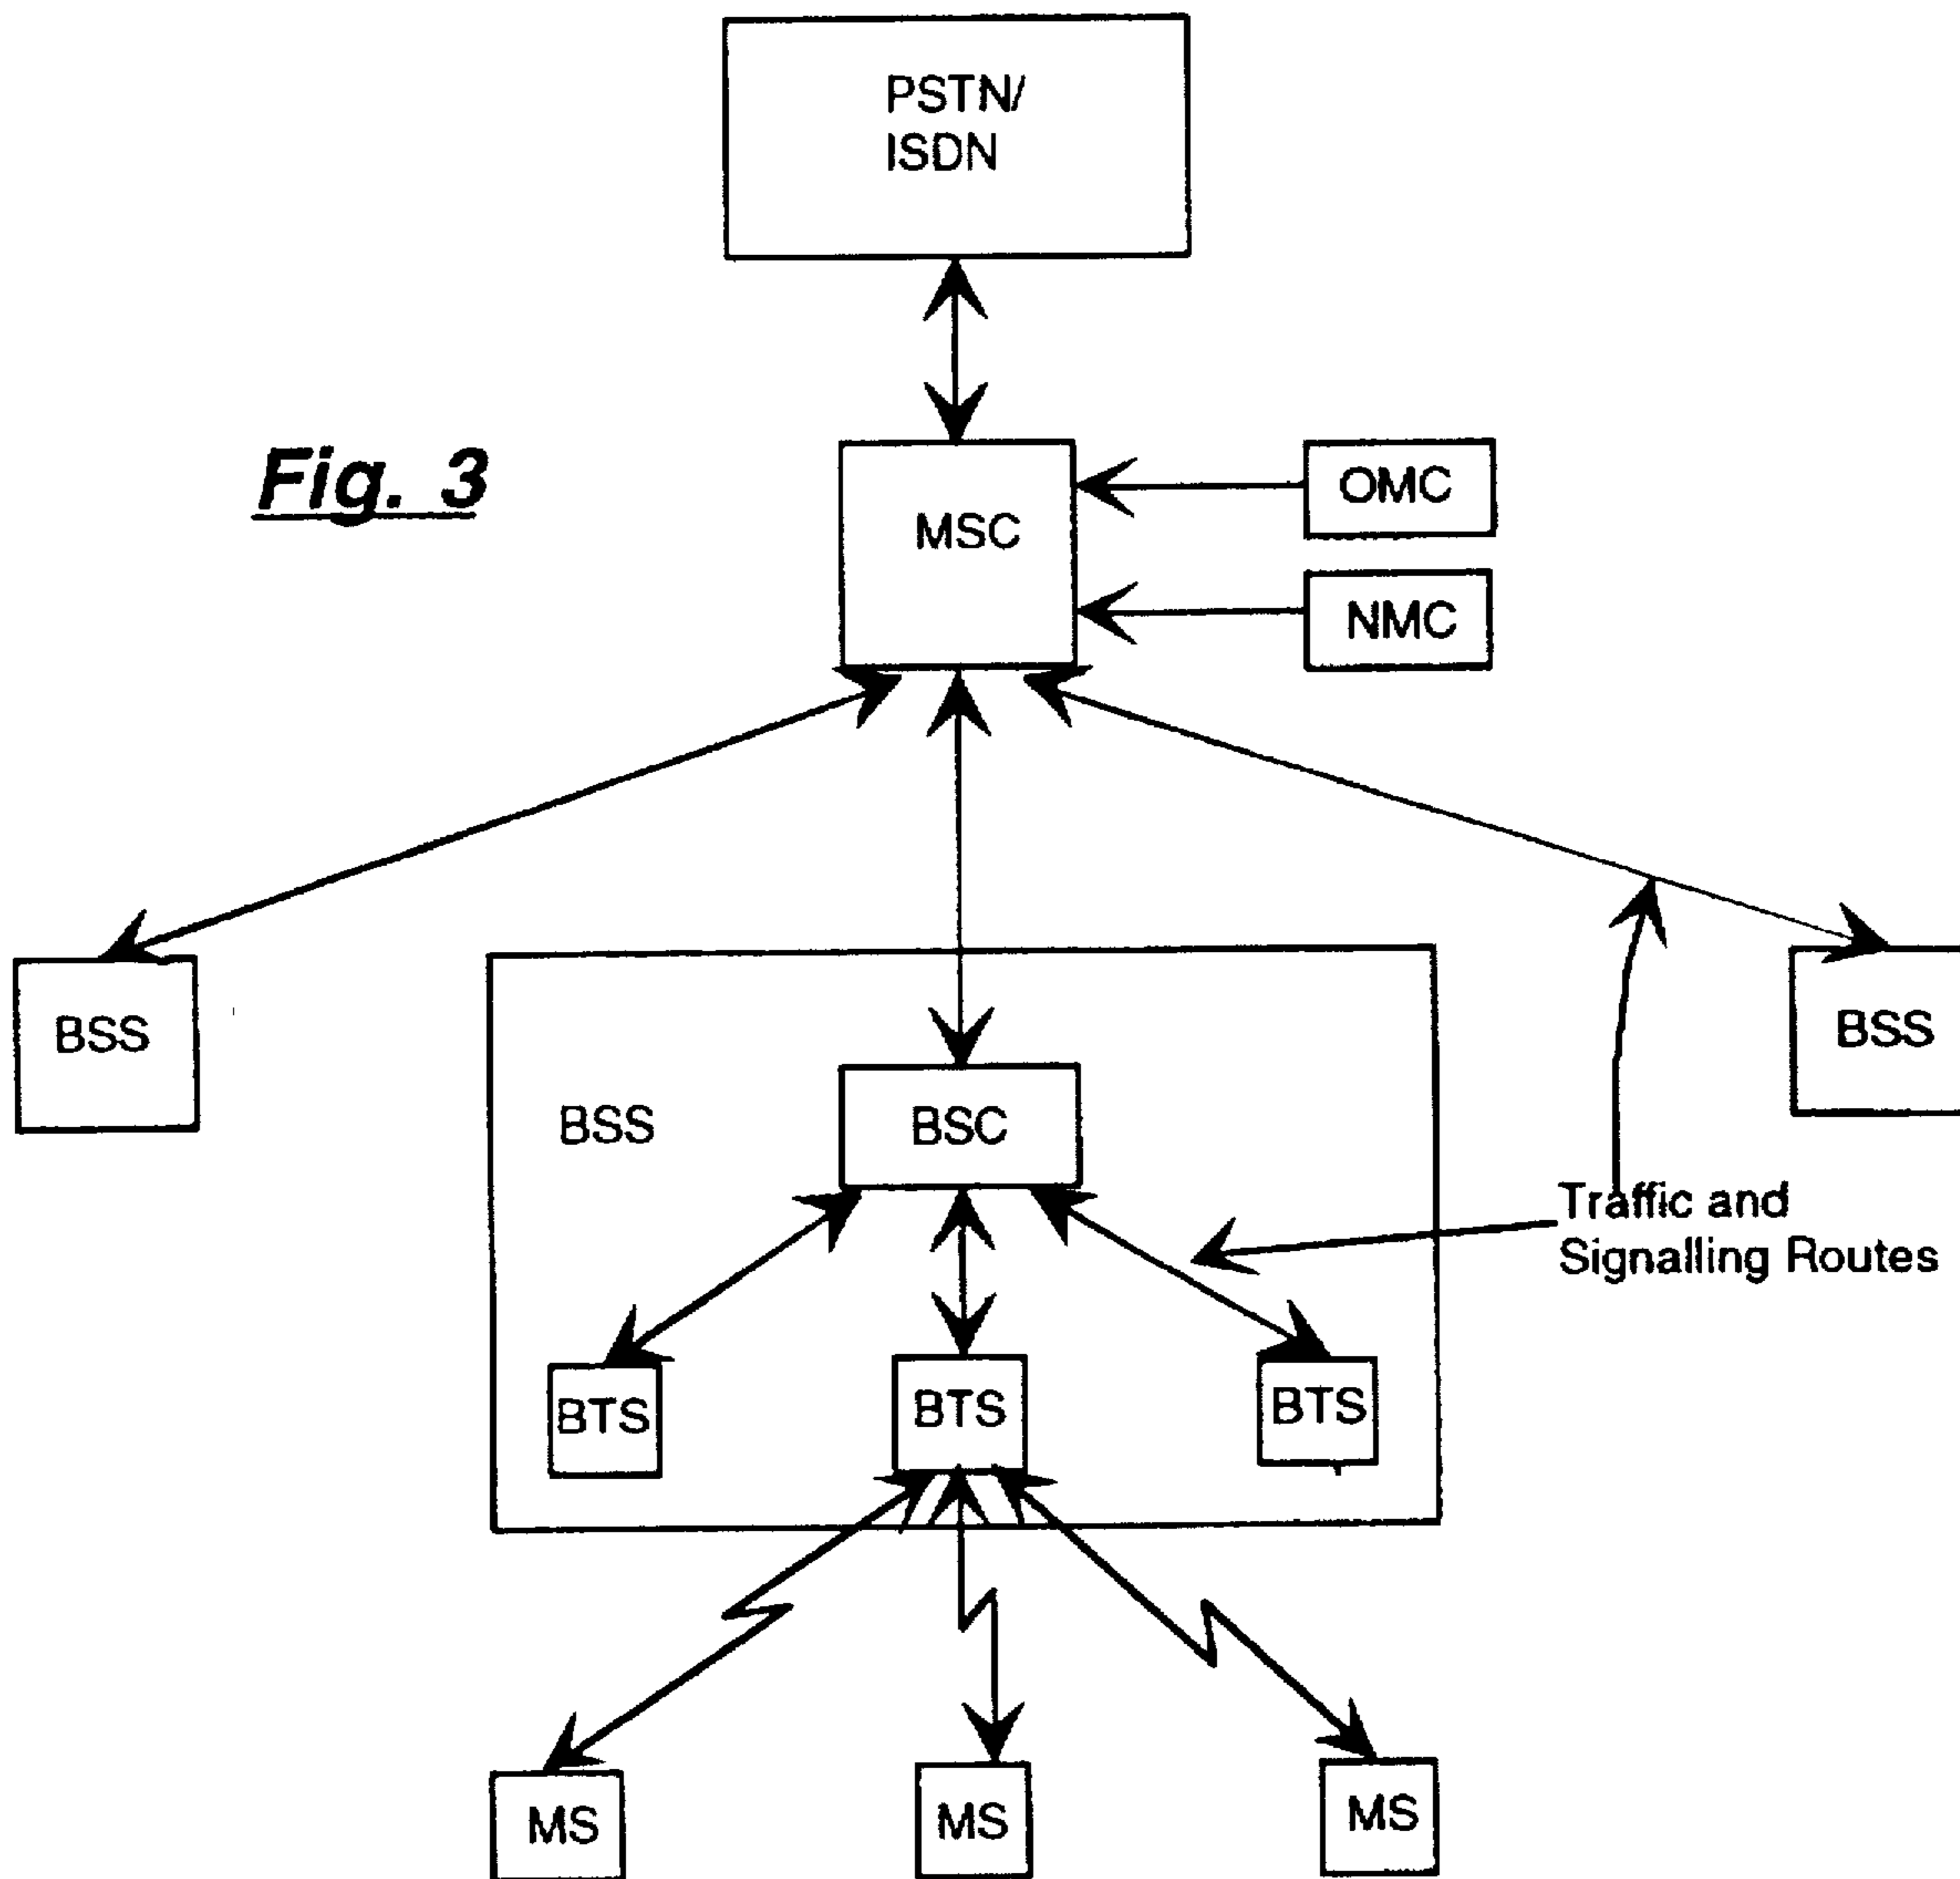 PSTN/
ISDN
Fig. 3
MSC
OMC
NMC
BSS
BSS
BSS
BSC
Traffic and
Signalling Routes
BTS
BTS
BTS
MS
MS
MS